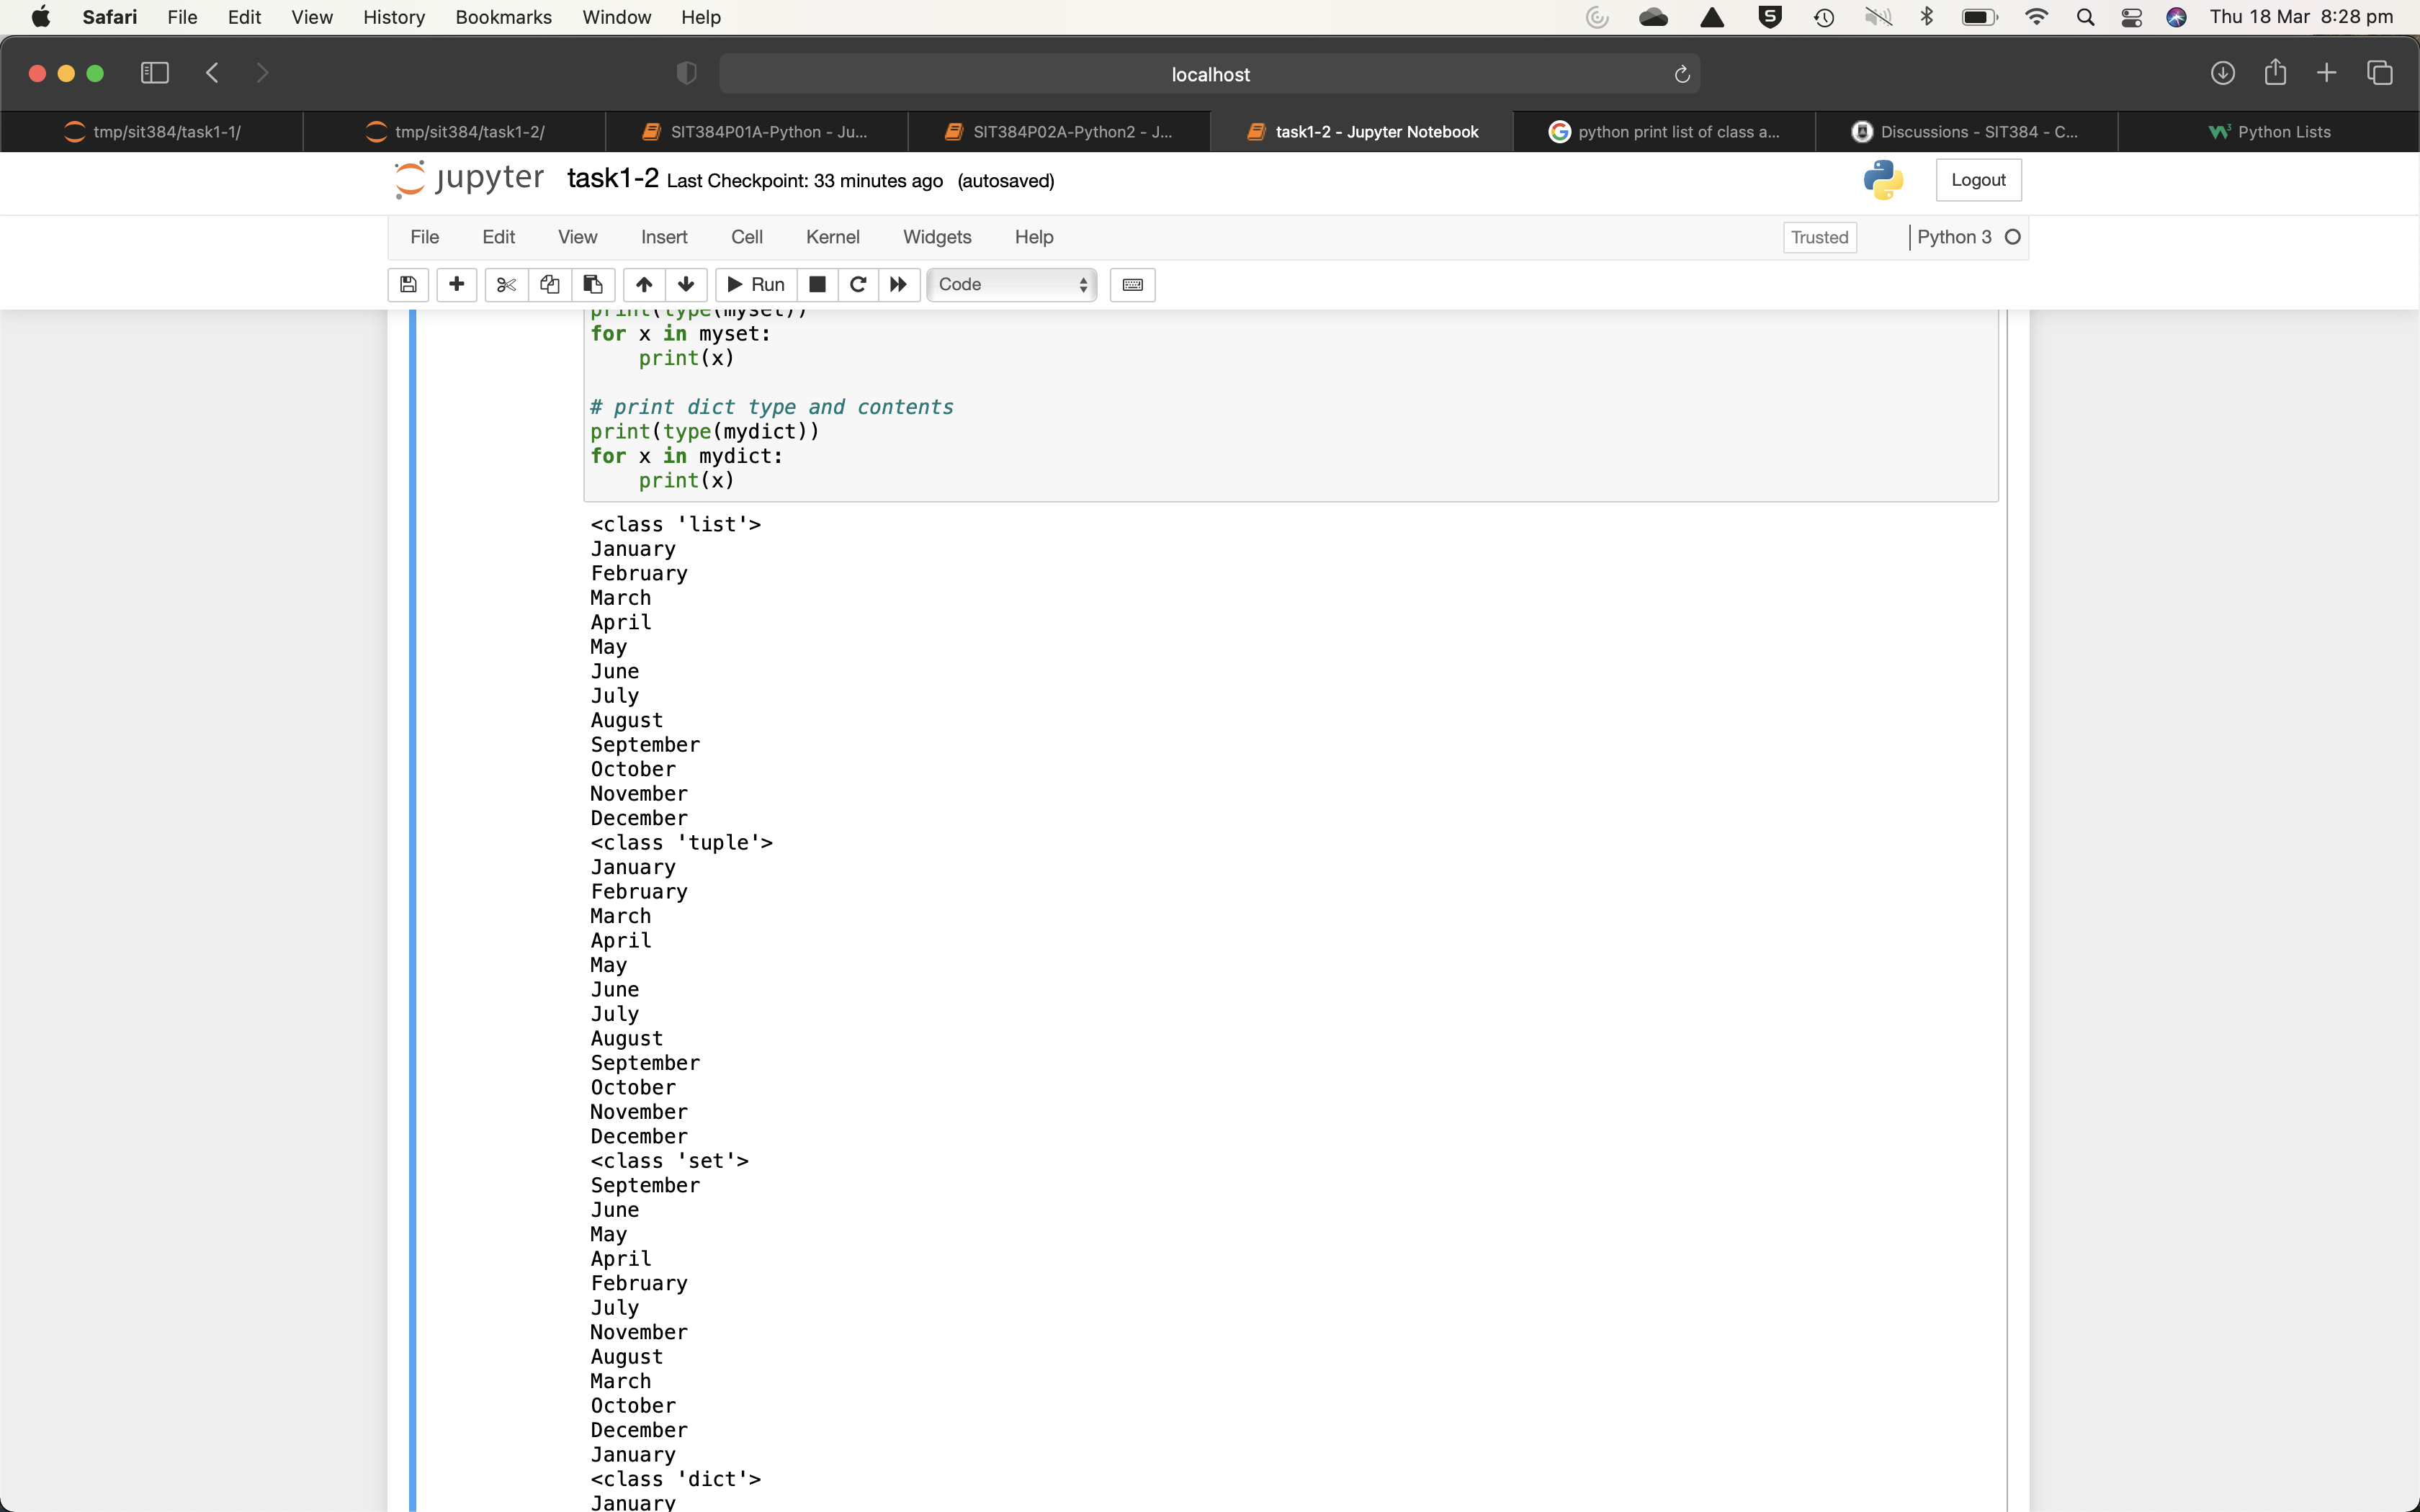 Safari File Edit View History Bookmarks Window Help Thu 18 Mar 8:28 pm
localhost
tmp/sit384/task1-1/ tmp/sit384/task1-2/ SIT384P01A-Python - Ju... SIT384P02A-Python2 - J... task1-2 - Jupyter Notebook python print list of class a... Discussions - SIT384 - C... Python Lists
jupyter task1-2 Last Checkpoint: 33 minutes ago (autosaved) Logout
File Edit View Insert Cell Kernel Widgets Help Trusted Python 3
Run Code
print(type(myset))
for x in myset:
    print(x)
# print dict type and contents
print(type(mydict))
for x in mydict:
    print(x)
<class 'list'>
January
February
March
April
May
June
July
August
September
October
November
December
<class 'tuple'>
January
February
March
April
May
June
July
August
September
October
November
December
<class 'set'>
September
June
May
April
February
July
November
August
March
October
December
January
<class 'dict'>
January